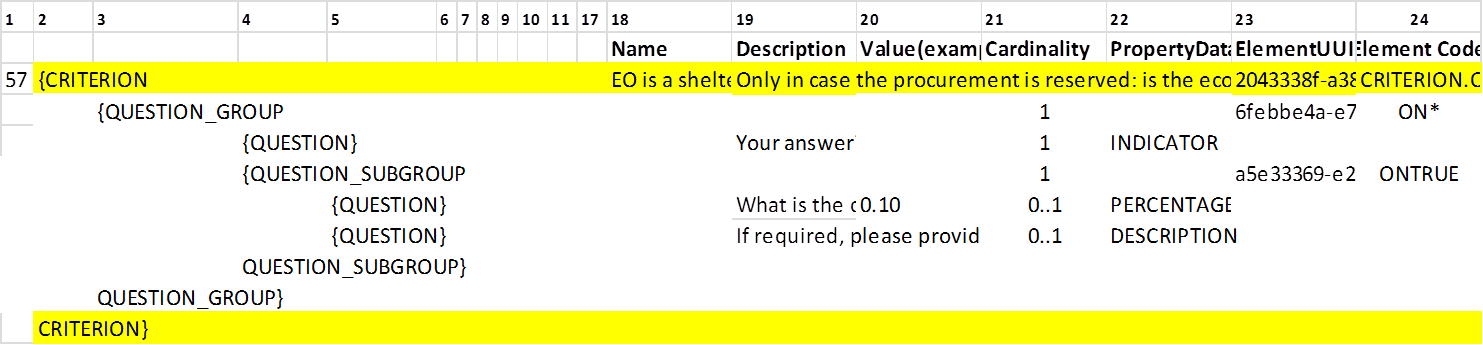 1 2 3 4 5 6 7 8 9 10 11 17 18 19 20 21 22 23 24
Name Description Value(examp Cardinality PropertyData ElementUUI Element Code
57 {CRITERION EO is a shelte Only in case the procurement is reserved: is the eco 2043338f-a38 CRITERION.C
{QUESTION_GROUP 1 6febbe4a-e7 ON*
{QUESTION} Your answer 1 INDICATOR
{QUESTION_SUBGROUP 1 a5e33369-e2 ONTRUE
{QUESTION} What is the c 0.10 0..1 PERCENTAGE
{QUESTION} If required, please provid 0..1 DESCRIPTION
QUESTION_SUBGROUP}
QUESTION_GROUP}
CRITERION}